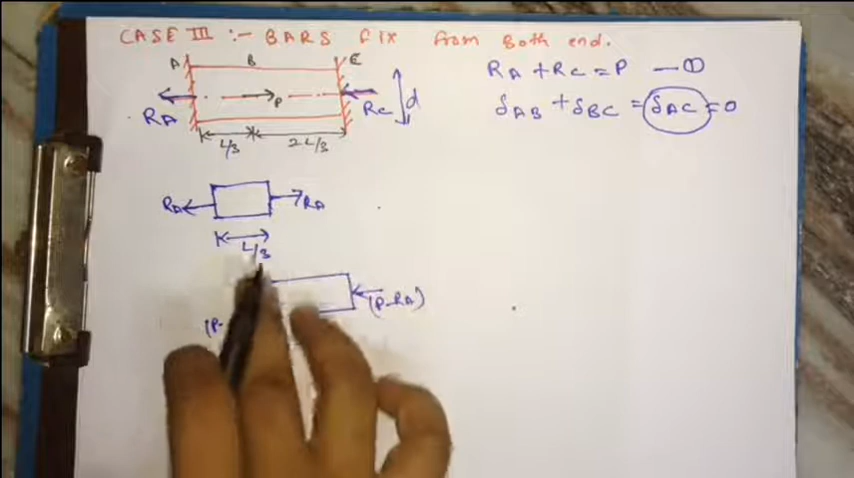 CASE III :- BARS fix from Both end.
A B C
RA P RC d
L/3 2L/3
RA + RC = P — ①
δAB + δBC = δAC = 0
RA RA
L/3
(P-RA)
(P-